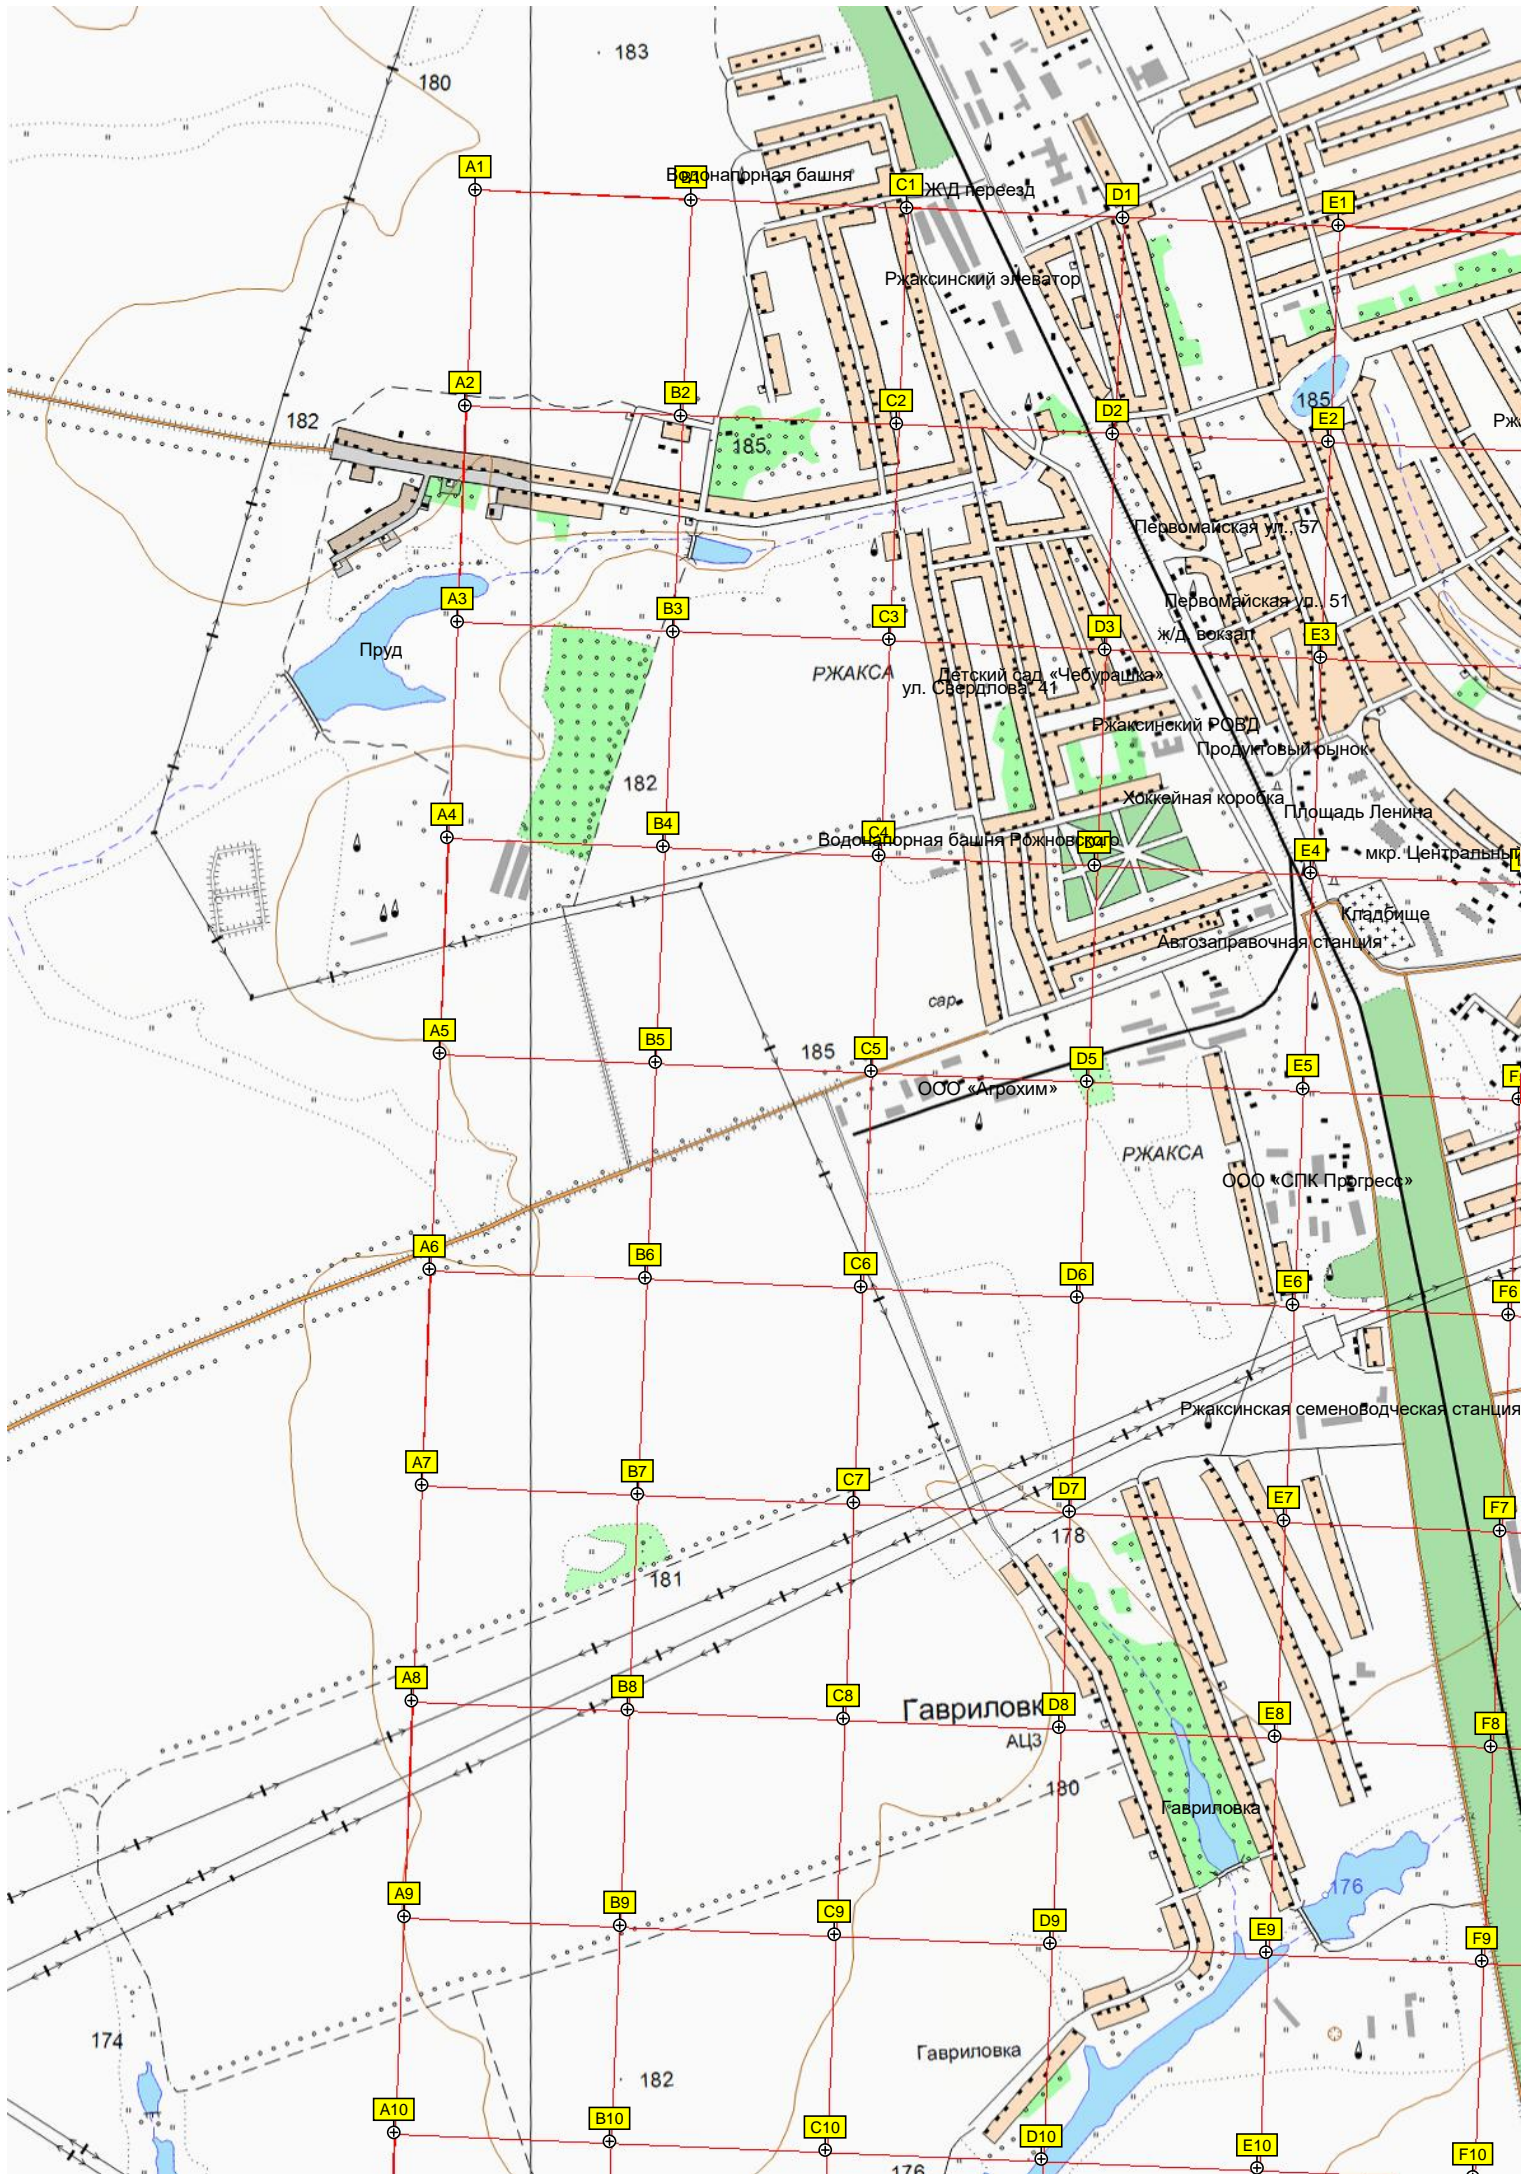 183
180
A1
B1
Водонапорная башня
C1
Ж\Д переезд
D1
E1
Ржаксинский элеватор
A2
B2
C2
D2
185
E2
182
185
Первомайская ул., 57
A3
B3
C3
D3
Первомайская ул., 51
ж/д. вокзал
E3
Пруд
РЖАКСА
Детский сад «Чебурашка»
ул. Свердлова, 41
Ржаксинский РОВД
Продуктовый рынок
182
Хоккейная коробка
Площадь Ленина
A4
B4
C4
Водонапорная башня Рожновского
D4
E4
мкр. Центральный
Кладбище
Автозаправочная станция
сар.
A5
B5
185
C5
D5
E5
ООО «Агрохим»
РЖАКСА
ООО «СПК Прогресс»
A6
B6
C6
D6
E6
F6
Ржаксинская семеноводческая станция
A7
B7
C7
D7
E7
F7
178
181
A8
B8
C8
Гавриловк
D8
E8
F8
АЦЗ
180
Гавриловка
176
A9
B9
C9
D9
E9
F9
174
Гавриловка
182
A10
B10
C10
D10
E10
F10
176